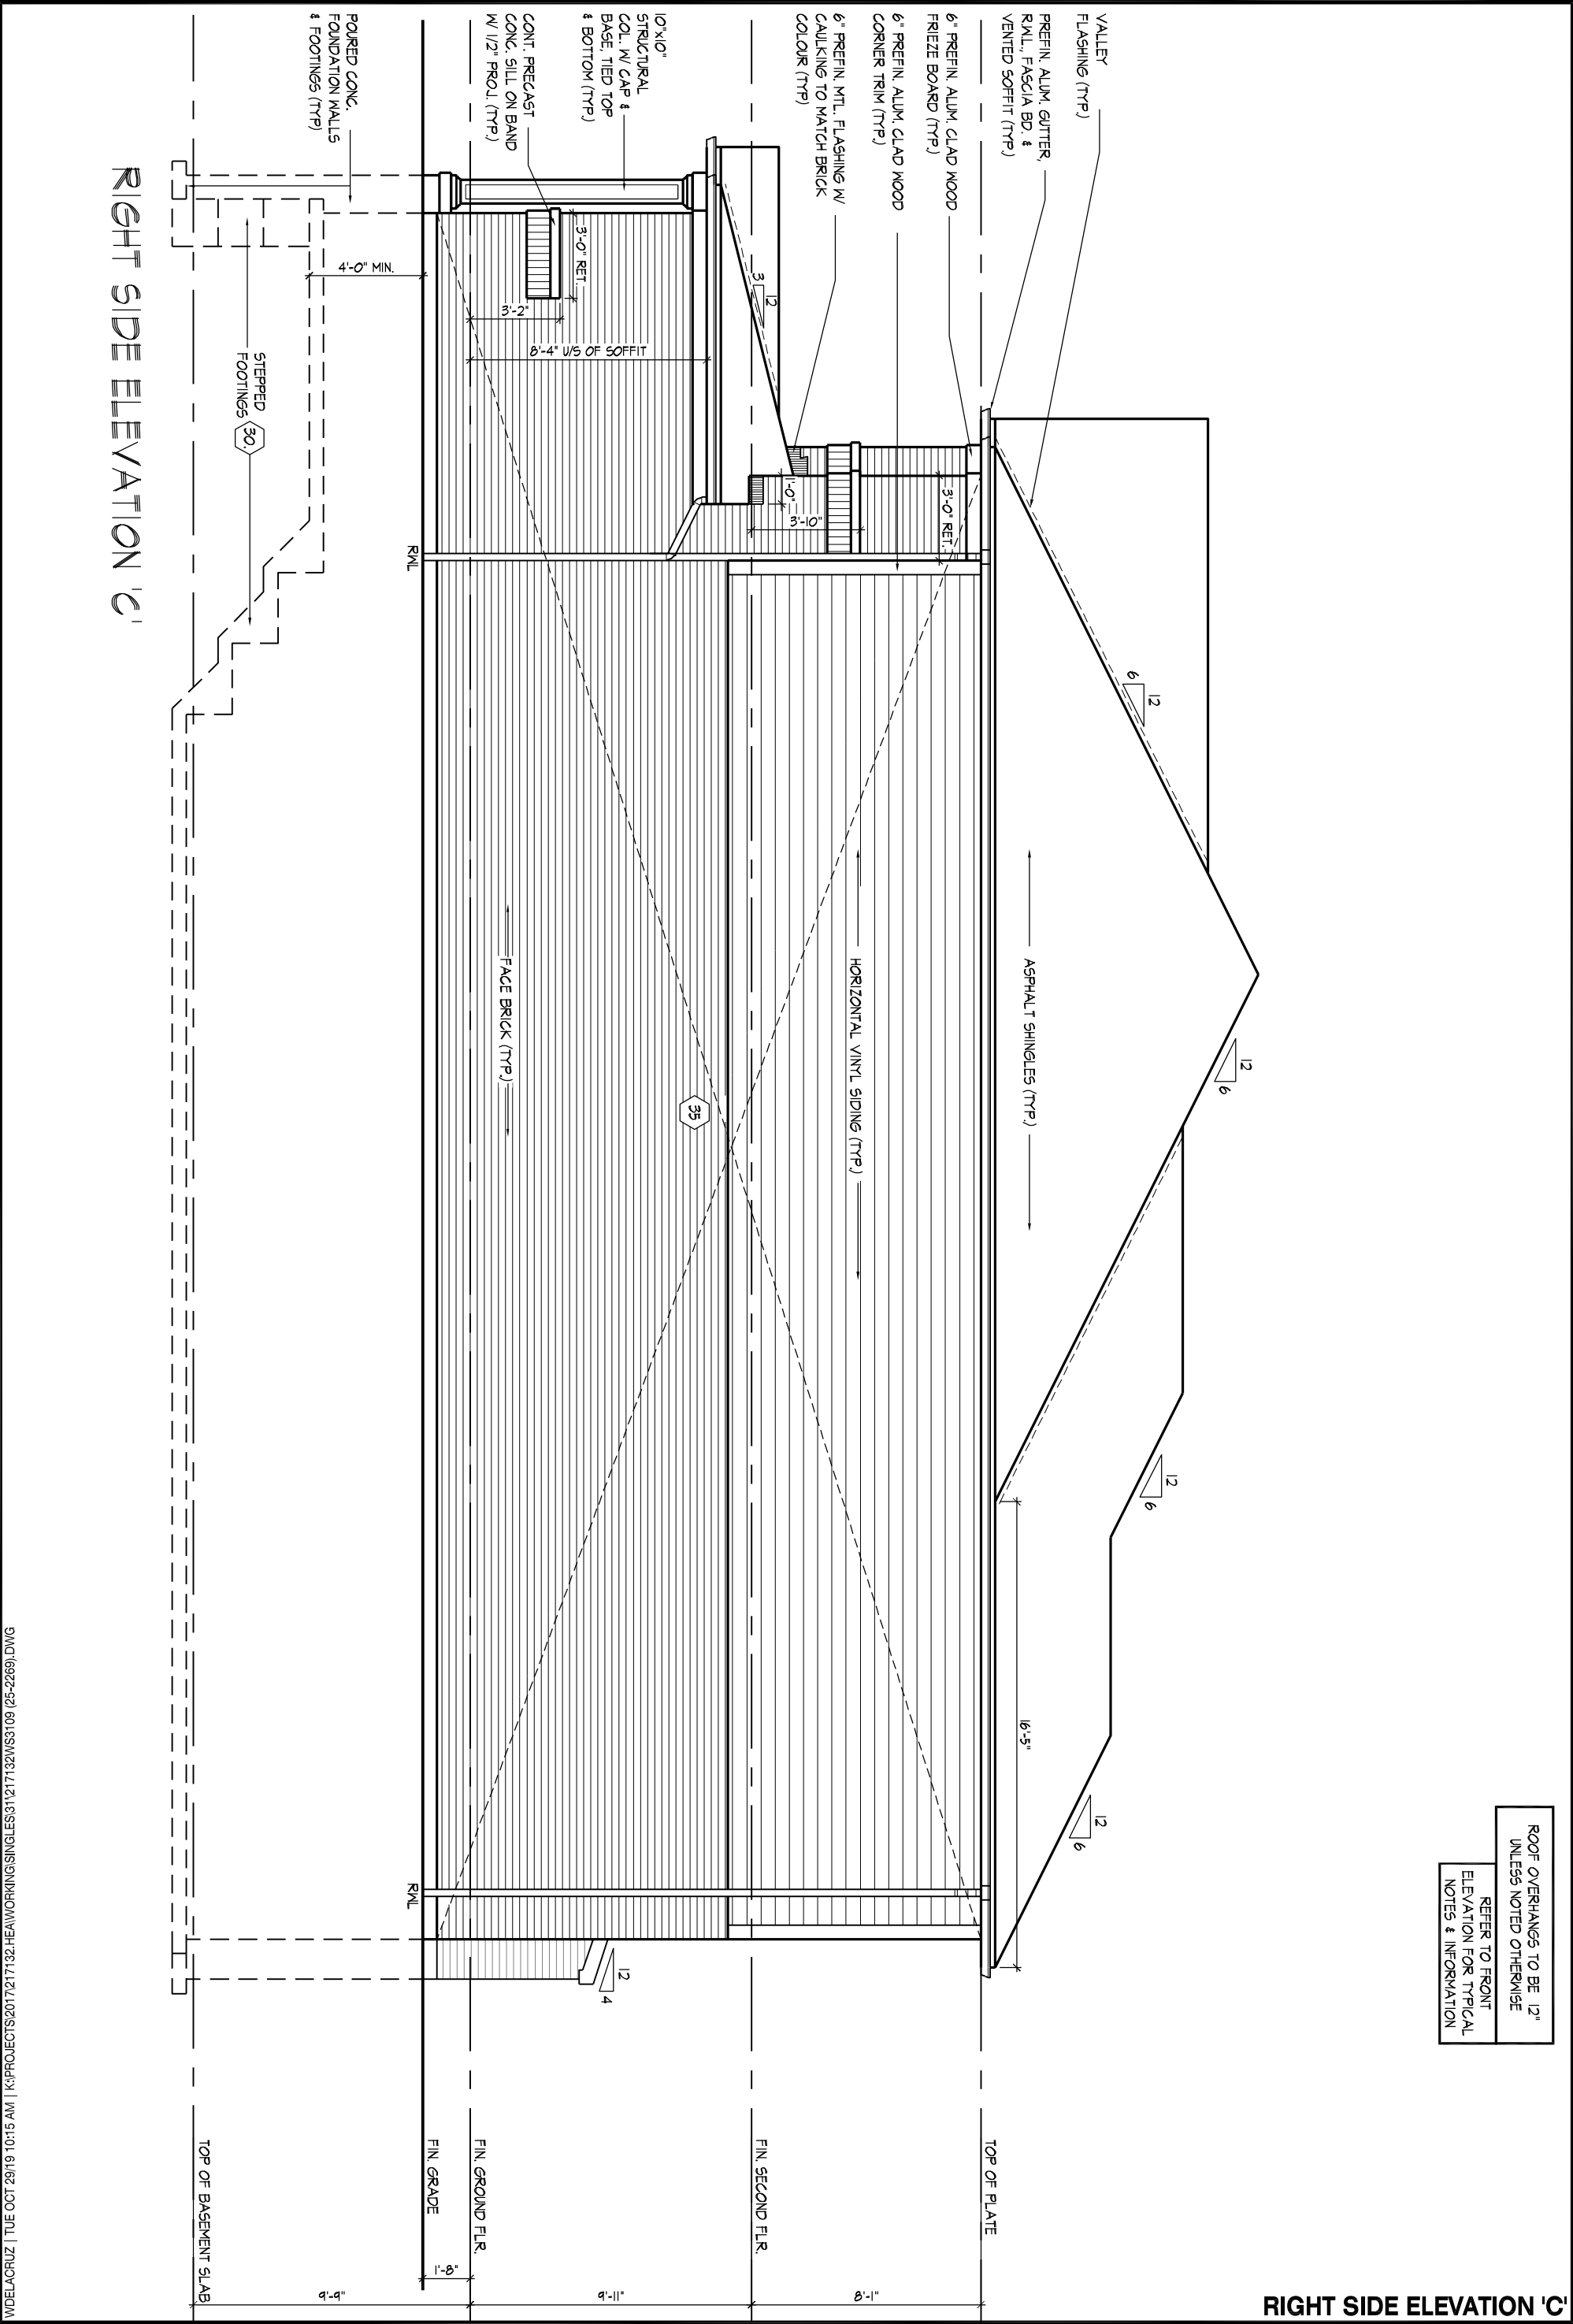 VALLEY
FLASHING (TYP.)
PREFIN. ALUM. GUTTER,
R.W.L., FASCIA BD. &
VENTED SOFFIT (TYP.)
6" PREFIN. ALUM. CLAD WOOD
FRIEZE BOARD (TYP.)
6" PREFIN. ALUM. CLAD WOOD
CORNER TRIM (TYP.)
6" PREFIN. MTL. FLASHING W/
CAULKING TO MATCH BRICK
COLOUR (TYP)
10"x10"
STRUCTURAL
COL. W/ CAP &
BASE, TIED TOP
& BOTTOM (TYP.)
CONT. PRECAST
CONC. SILL ON BAND
W/ 1/2" PROJ. (TYP.)
POURED CONC.
FOUNDATION WALLS
& FOOTINGS (TYP)
ROOF OVERHANGS TO BE 12"
UNLESS NOTED OTHERWISE
REFER TO FRONT
ELEVATION FOR TYPICAL
NOTES & INFORMATION
12
6
12
6
12
6
12
6
16'-5"
ASPHALT SHINGLES (TYP.)
3'-0" RET.
1'-0"
3'-10"
12
3
HORIZONTAL VINYL SIDING (TYP.)
35
8'-4" U/S OF SOFFIT
3'-0" RET.
3'-2"
FACE BRICK (TYP.)
12
4
RWL
RWL
4'-0" MIN.
STEPPED
FOOTINGS
30.
TOP OF PLATE
8'-1"
FIN. SECOND FLR.
9'-11"
FIN. GROUND FLR.
1'-8"
FIN. GRADE
9'-9"
TOP OF BASEMENT SLAB
RIGHT SIDE ELEVATION 'C'
RIGHT SIDE ELEVATION 'C'
WDELACRUZ | TUE OCT 29/19 10:15 AM | K:\PROJECTS\2017\217132.HEA\WORKING\SINGLES\31'\217132WS3109 (25-2269).DWG